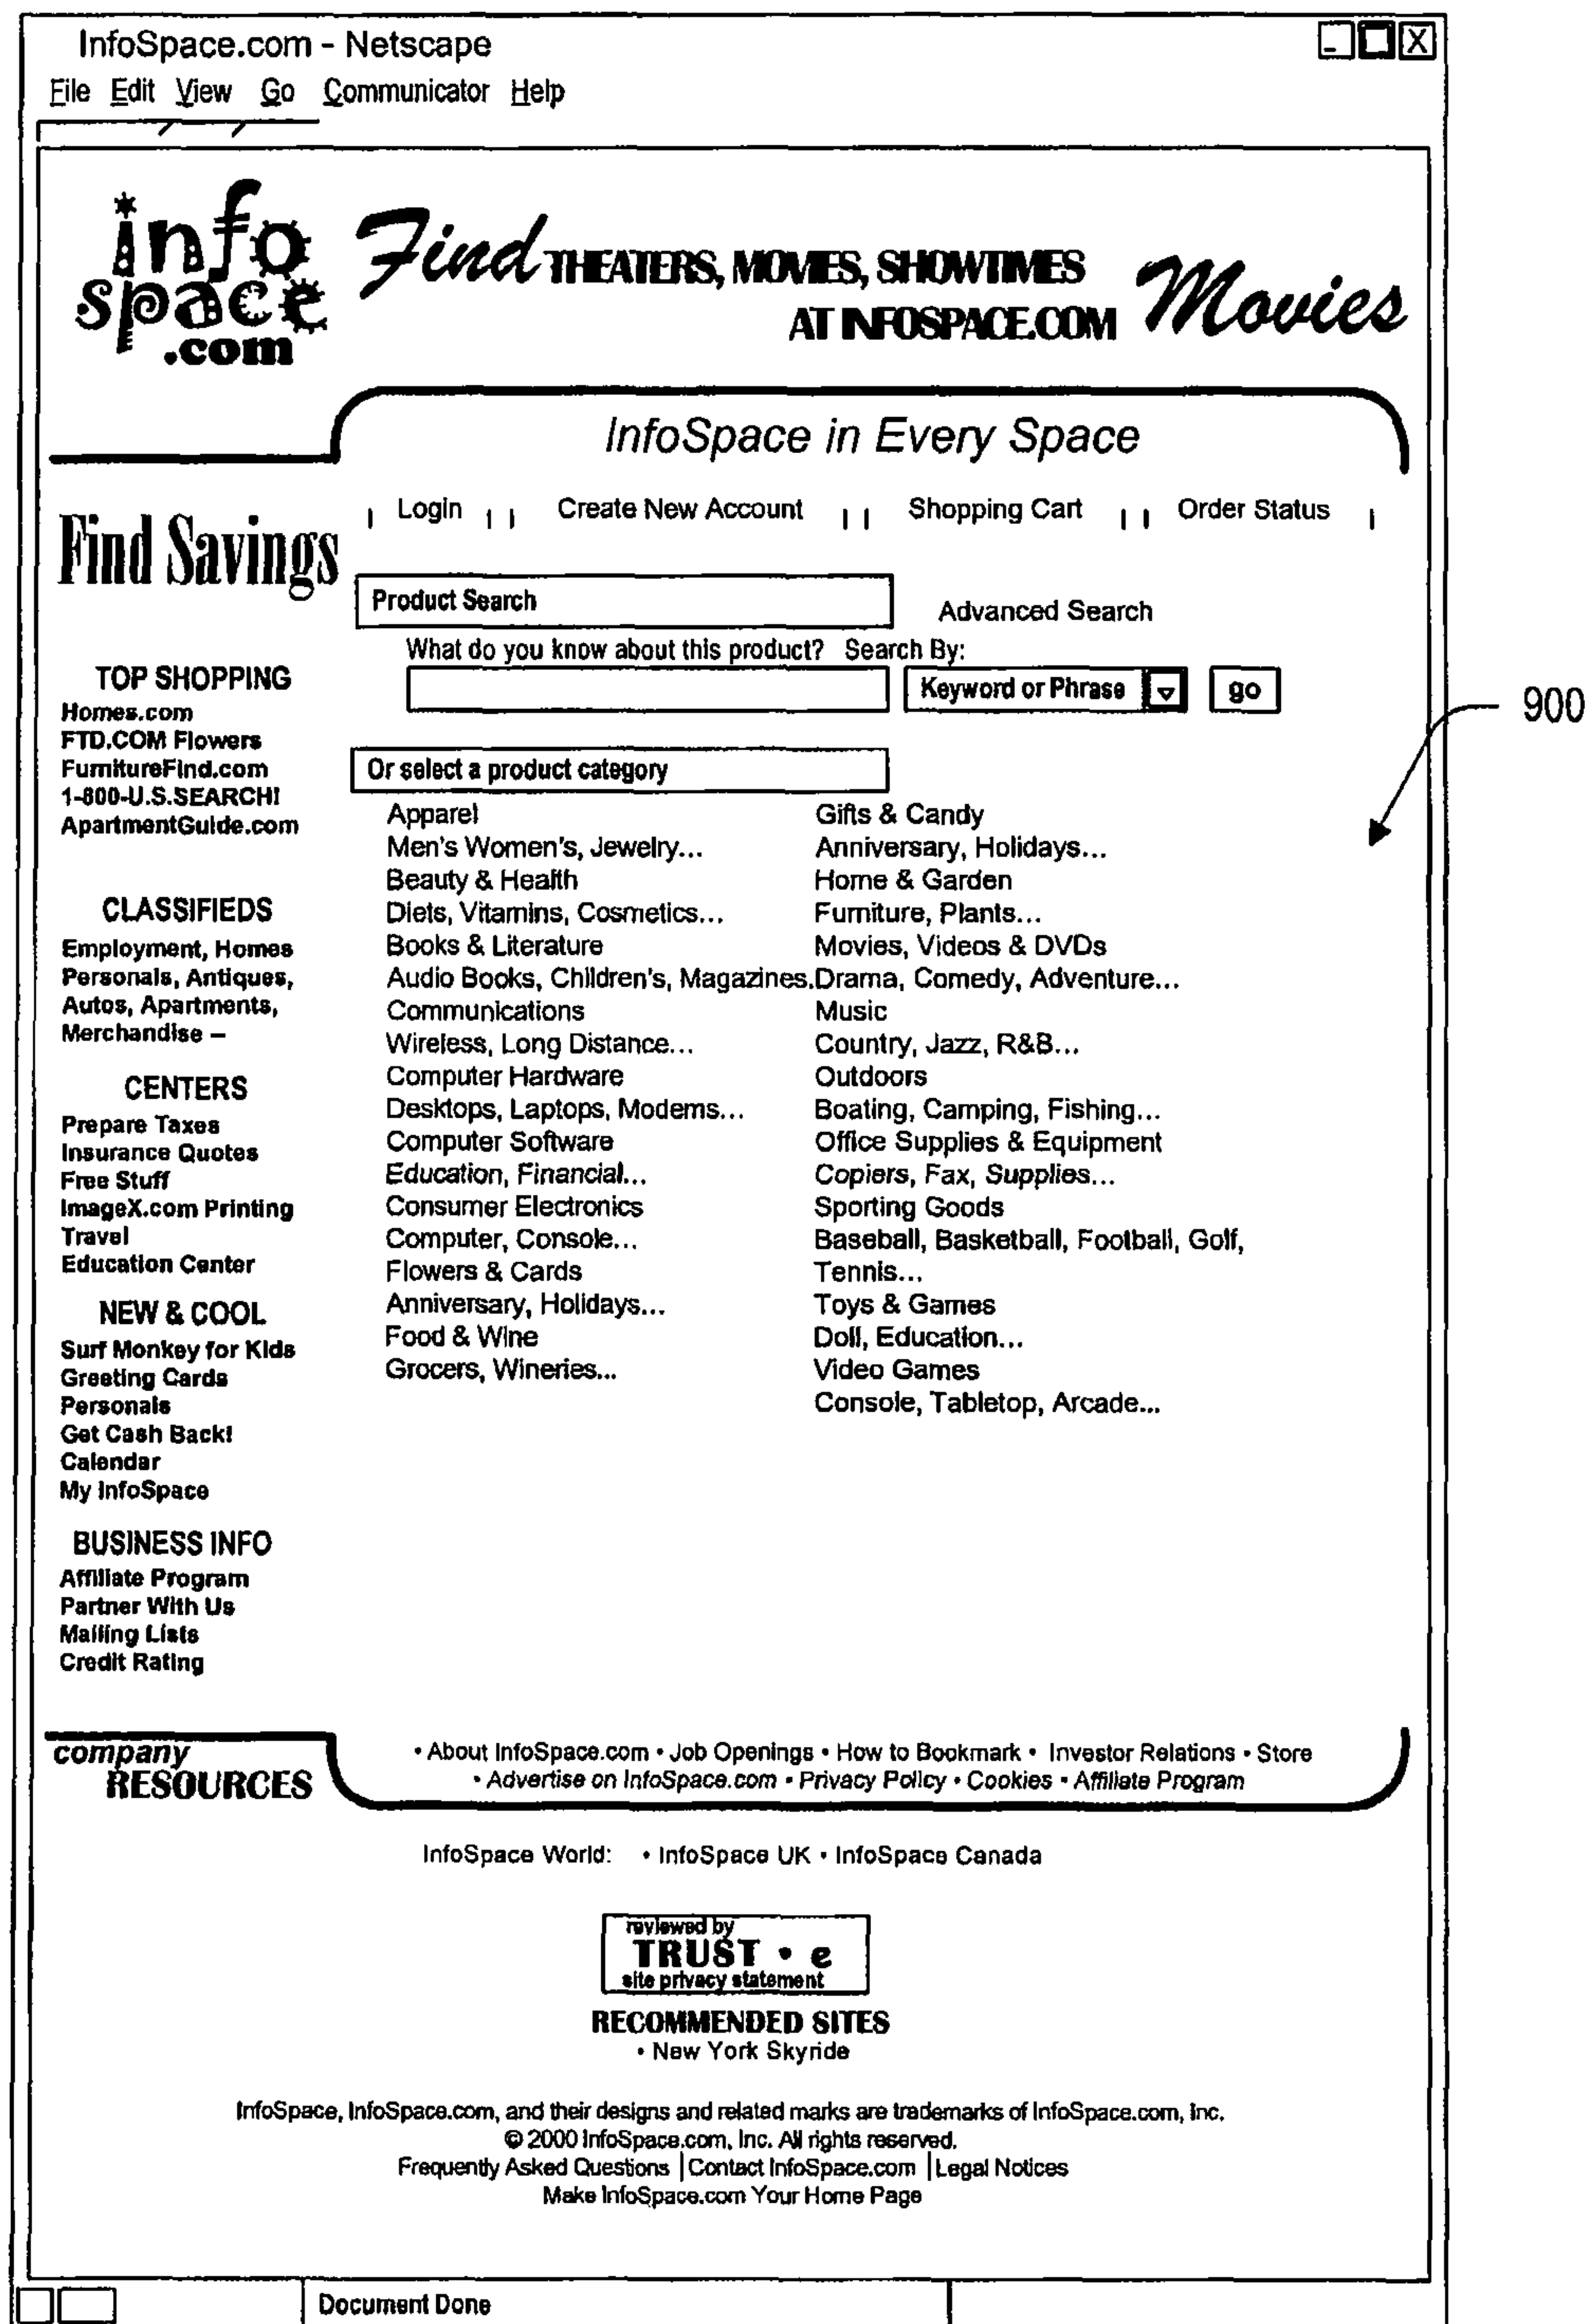 InfoSpace.com - Netscape
File Edit View Go Communicator Help
info
space
.com
Find THEATERS, MOVIES, SHOWTIMES
AT INFOSPACE.COM Movies
InfoSpace in Every Space
Find Savings
Login Create New Account Shopping Cart Order Status
Product Search
Advanced Search
What do you know about this product? Search By:
Keyword or Phrase go
900
Or select a product category
TOP SHOPPING
Homes.com
FTD.COM Flowers
FurnitureFind.com
1-800-U.S.SEARCH!
ApartmentGuide.com
CLASSIFIEDS
Employment, Homes
Personals, Antiques,
Autos, Apartments,
Merchandise –
CENTERS
Prepare Taxes
Insurance Quotes
Free Stuff
ImageX.com Printing
Travel
Education Center
NEW & COOL
Surf Monkey for Kids
Greeting Cards
Personals
Get Cash Back!
Calendar
My InfoSpace
BUSINESS INFO
Affiliate Program
Partner With Us
Mailing Lists
Credit Rating
Apparel
Men's Women's, Jewelry...
Beauty & Health
Diets, Vitamins, Cosmetics...
Books & Literature
Audio Books, Children's, Magazines.
Communications
Wireless, Long Distance...
Computer Hardware
Desktops, Laptops, Modems...
Computer Software
Education, Financial...
Consumer Electronics
Computer, Console...
Flowers & Cards
Anniversary, Holidays...
Food & Wine
Grocers, Wineries...
Gifts & Candy
Anniversary, Holidays...
Home & Garden
Furniture, Plants...
Movies, Videos & DVDs
Drama, Comedy, Adventure...
Music
Country, Jazz, R&B...
Outdoors
Boating, Camping, Fishing...
Office Supplies & Equipment
Copiers, Fax, Supplies...
Sporting Goods
Baseball, Basketball, Football, Golf,
Tennis...
Toys & Games
Doll, Education...
Video Games
Console, Tabletop, Arcade...
company
RESOURCES
• About InfoSpace.com • Job Openings • How to Bookmark • Investor Relations • Store
• Advertise on InfoSpace.com • Privacy Policy • Cookies • Affiliate Program
InfoSpace World: • InfoSpace UK • InfoSpace Canada
reviewed by
TRUST • e
site privacy statement
RECOMMENDED SITES
• New York Skyride
InfoSpace, InfoSpace.com, and their designs and related marks are trademarks of InfoSpace.com, Inc.
© 2000 InfoSpace.com, Inc. All rights reserved.
Frequently Asked Questions | Contact InfoSpace.com | Legal Notices
Make InfoSpace.com Your Home Page
Document Done